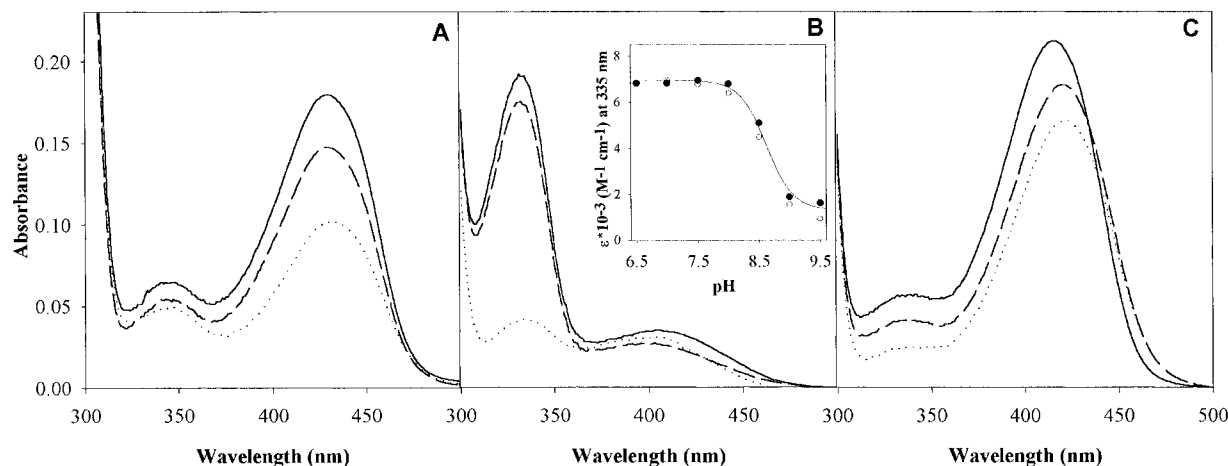 A
B
C
Absorbance
0.20
0.15
0.10
0.05
0.00
300 350 400 450
300 350 400 450
300 350 400 450 500
Wavelength (nm)
Wavelength (nm)
Wavelength (nm)
ε*10-3 (M-1 cm-1) at 335 nm
8
6
4
2
0
6.5 7.5 8.5 9.5
pH